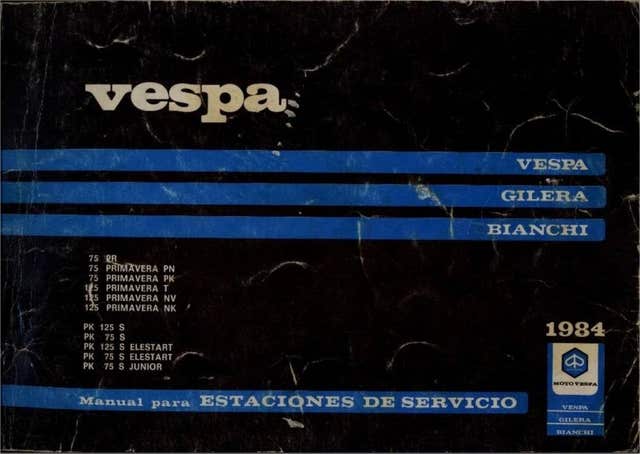 vespa
VESPA
GILERA
BIANCHI
75 PR
75 PRIMAVERA PN
75 PRIMAVERA PK
125 PRIMAVERA T
125 PRIMAVERA NV
125 PRIMAVERA NK
PK 125 S
PK 75 S
PK 125 S ELESTART
PK 75 S ELESTART
PK 75 S JUNIOR
1984
MOTO VESPA
VESPA
GILERA
BIANCHI
Manual para ESTACIONES DE SERVICIO